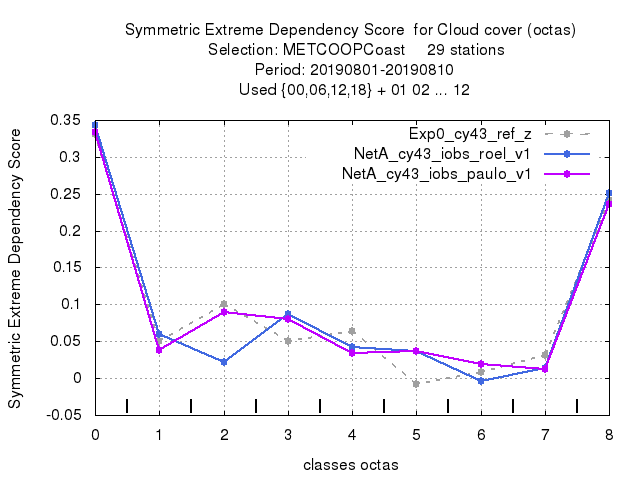 Symmetric Extreme Dependency Score for Cloud cover (octas)
Selection: METCOOPCoast 29 stations
Period: 20190801-20190810
Used {00,06,12,18} + 01 02 ... 12
Symmetric Extreme Dependency Score
0.35
0.3
0.25
0.2
0.15
0.1
0.05
0
-0.05
Exp0_cy43_ref_z
NetA_cy43_iobs_roel_v1
NetA_cy43_iobs_paulo_v1
0 1 2 3 4 5 6 7 8
classes octas